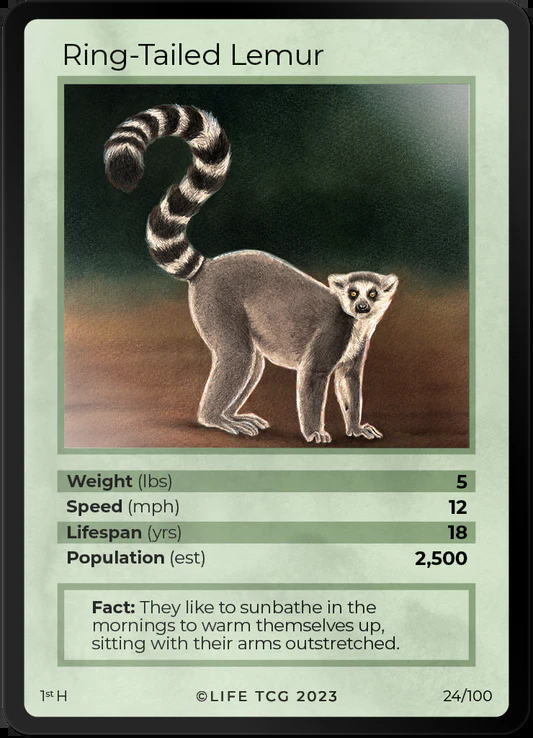 Ring-Tailed Lemur
Weight (lbs) 5
Speed (mph) 12
Lifespan (yrs) 18
Population (est) 2,500
Fact: They like to sunbathe in the
mornings to warm themselves up,
sitting with their arms outstretched.
1st H ©LIFE TCG 2023 24/100